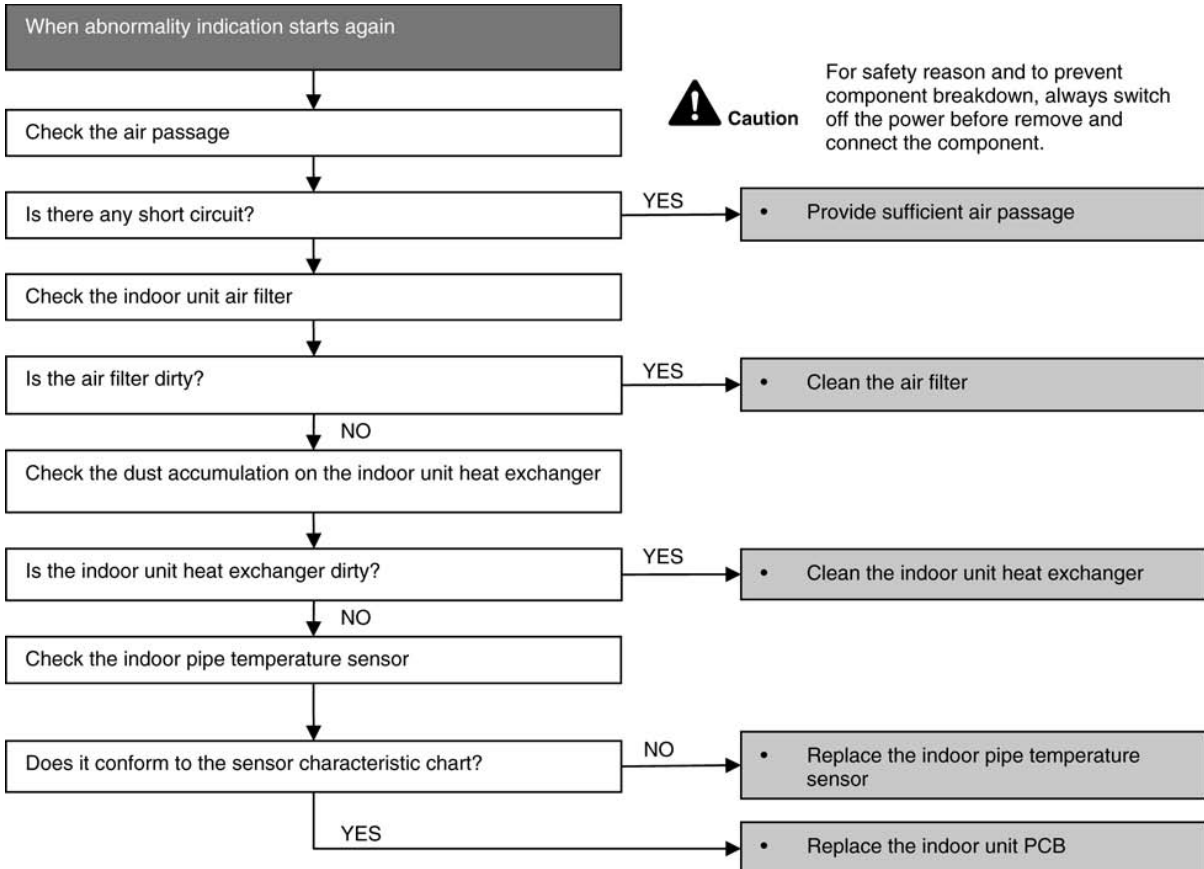 When abnormality indication starts again
Caution
For safety reason and to prevent
component breakdown, always switch
off the power before remove and
connect the component.
Check the air passage
Is there any short circuit?
YES
• Provide sufficient air passage
Check the indoor unit air filter
Is the air filter dirty?
YES
• Clean the air filter
NO
Check the dust accumulation on the indoor unit heat exchanger
Is the indoor unit heat exchanger dirty?
YES
• Clean the indoor unit heat exchanger
NO
Check the indoor pipe temperature sensor
Does it conform to the sensor characteristic chart?
NO
• Replace the indoor pipe temperature
sensor
YES
• Replace the indoor unit PCB